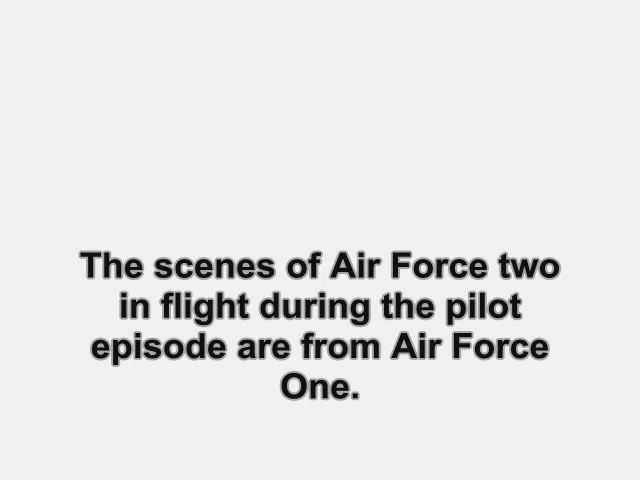 The scenes of Air Force two
in flight during the pilot
episode are from Air Force
One.